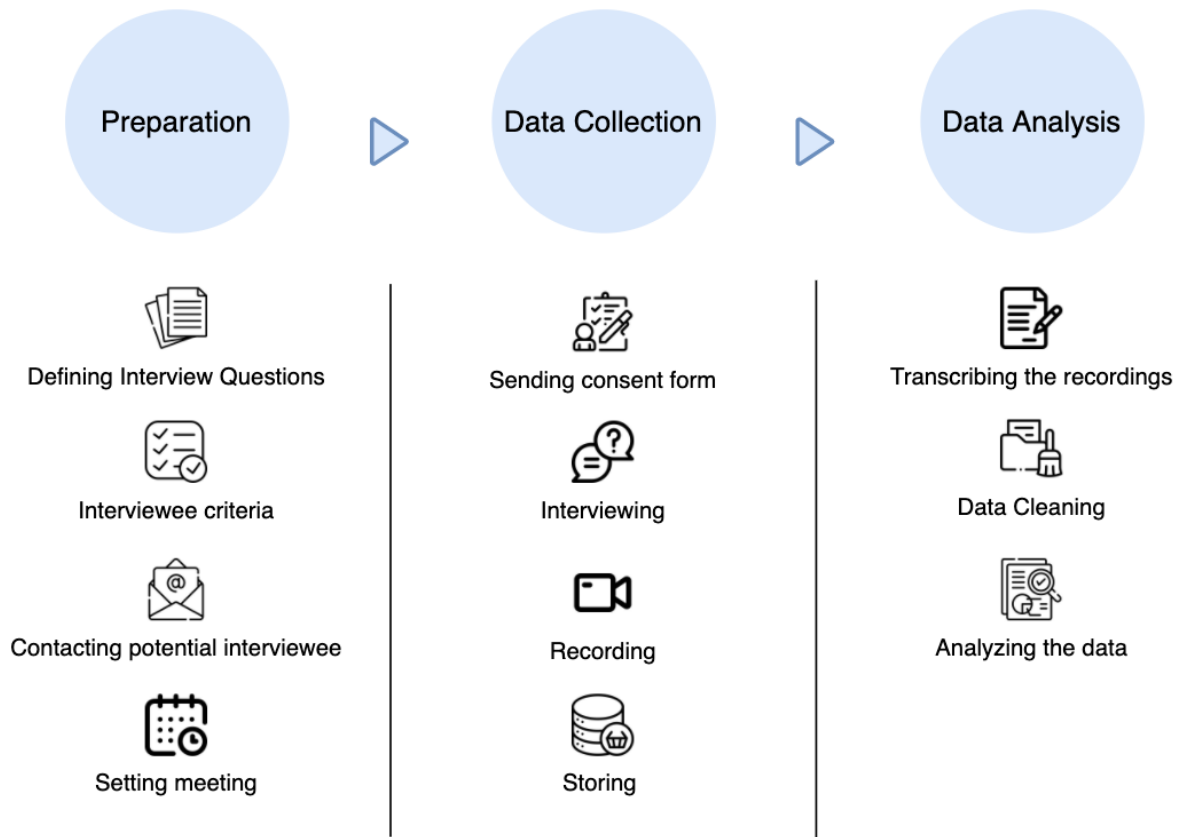 Preparation
Data Collection
Data Analysis
Defining Interview Questions
Interviewee criteria
@
Contacting potential interviewee
Setting meeting
Sending consent form
?
Interviewing
Recording
Storing
Transcribing the recordings
Data Cleaning
Analyzing the data